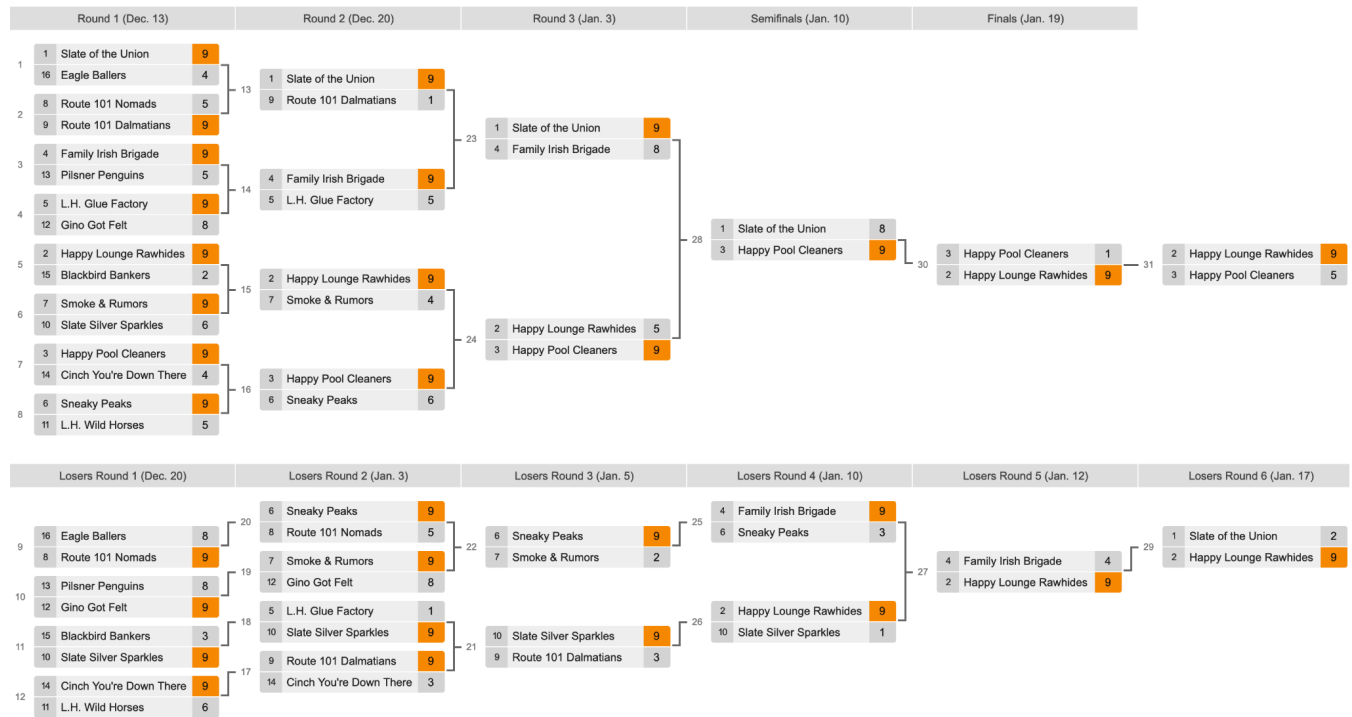 Round 1 (Dec. 13) Round 2 (Dec. 20) Round 3 (Jan. 3) Semifinals (Jan. 10) Finals (Jan. 19)
1
1 Slate of the Union 9
16 Eagle Ballers 4
2
8 Route 101 Nomads 5
9 Route 101 Dalmatians 9
3
4 Family Irish Brigade 9
13 Pilsner Penguins 5
4
5 L.H. Glue Factory 9
12 Gino Got Felt 8
5
2 Happy Lounge Rawhides 9
15 Blackbird Bankers 2
6
7 Smoke & Rumors 9
10 Slate Silver Sparkles 6
7
3 Happy Pool Cleaners 9
14 Cinch You're Down There 4
8
6 Sneaky Peaks 9
11 L.H. Wild Horses 5
13
1 Slate of the Union 9
9 Route 101 Dalmatians 1
14
4 Family Irish Brigade 9
5 L.H. Glue Factory 5
15
2 Happy Lounge Rawhides 9
7 Smoke & Rumors 4
16
3 Happy Pool Cleaners 9
6 Sneaky Peaks 6
23
1 Slate of the Union 9
4 Family Irish Brigade 8
24
2 Happy Lounge Rawhides 5
3 Happy Pool Cleaners 9
28
1 Slate of the Union 8
3 Happy Pool Cleaners 9
30
3 Happy Pool Cleaners 1
2 Happy Lounge Rawhides 9
31
2 Happy Lounge Rawhides 9
3 Happy Pool Cleaners 5
Losers Round 1 (Dec. 20) Losers Round 2 (Jan. 3) Losers Round 3 (Jan. 5) Losers Round 4 (Jan. 10) Losers Round 5 (Jan. 12) Losers Round 6 (Jan. 17)
9
16 Eagle Ballers 8
8 Route 101 Nomads 9
10
13 Pilsner Penguins 8
12 Gino Got Felt 9
11
15 Blackbird Bankers 3
10 Slate Silver Sparkles 9
12
14 Cinch You're Down There 9
11 L.H. Wild Horses 6
20
6 Sneaky Peaks 9
8 Route 101 Nomads 5
19
7 Smoke & Rumors 9
12 Gino Got Felt 8
18
5 L.H. Glue Factory 1
10 Slate Silver Sparkles 9
17
9 Route 101 Dalmatians 9
14 Cinch You're Down There 3
22
6 Sneaky Peaks 9
7 Smoke & Rumors 2
21
10 Slate Silver Sparkles 9
9 Route 101 Dalmatians 3
25
4 Family Irish Brigade 9
6 Sneaky Peaks 3
26
2 Happy Lounge Rawhides 9
10 Slate Silver Sparkles 1
27
4 Family Irish Brigade 4
2 Happy Lounge Rawhides 9
29
1 Slate of the Union 2
2 Happy Lounge Rawhides 9